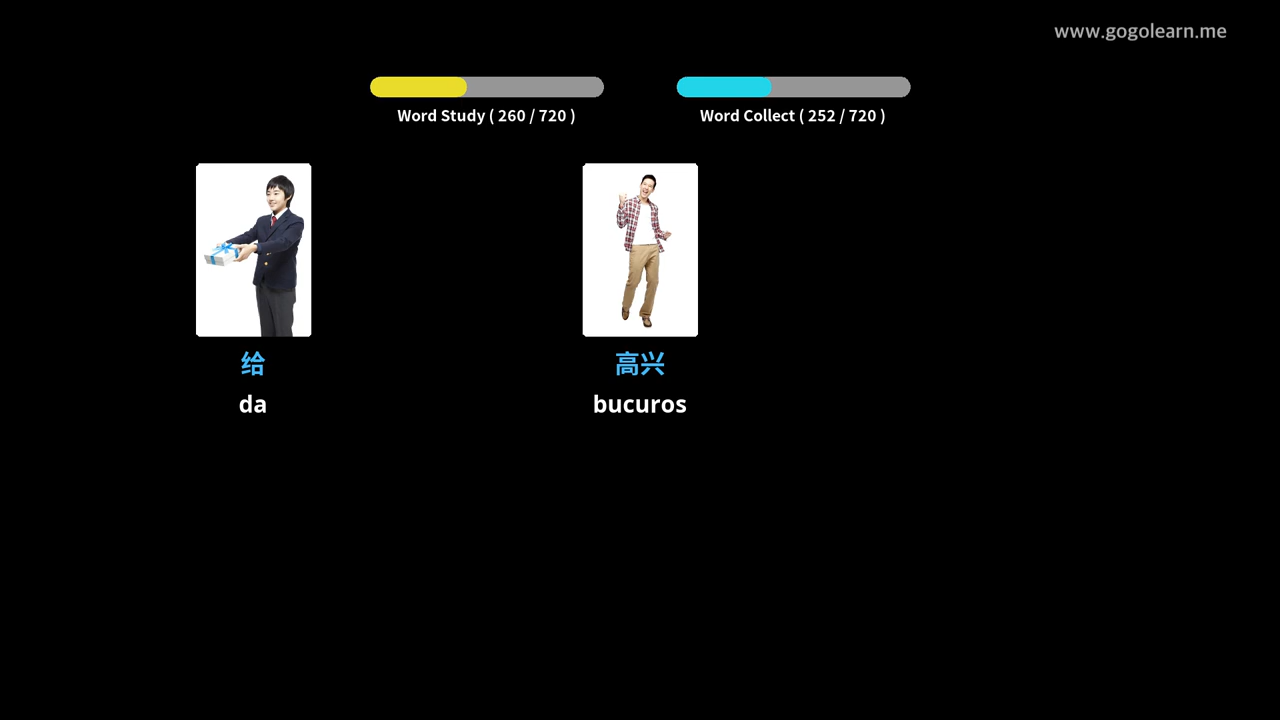 www.gogolearn.me
Word Study ( 260 / 720 )
Word Collect ( 252 / 720 )
给
高兴
da
bucuros